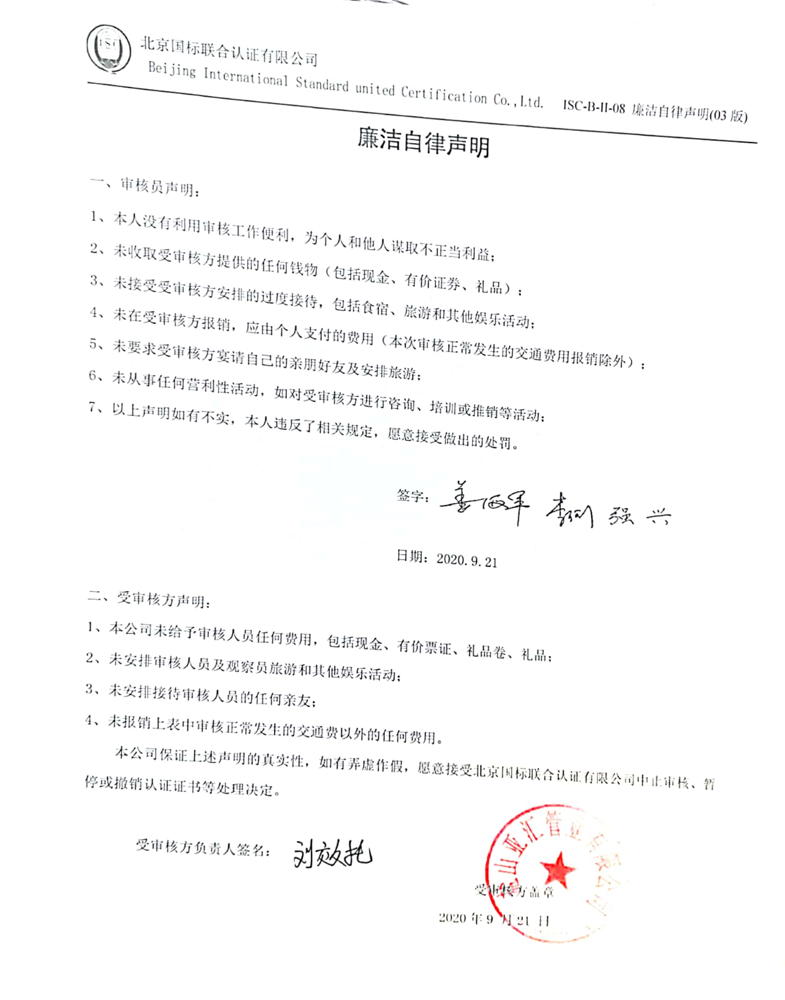 ISC
北京国标联合认证有限公司
Beijing International Standard united Certification Co.,Ltd. ISC-B-II-08 廉洁自律声明(03 版)
廉洁自律声明
一、审核员声明：
1、本人没有利用审核工作便利，为个人和他人谋取不正当利益；
2、未收取受审核方提供的任何钱物（包括现金、有价证券、礼品）；
3、未接受受审核方安排的过度接待，包括食宿、旅游和其他娱乐活动；
4、未在受审核方报销，应由个人支付的费用（本次审核正常发生的交通费用报销除外）；
5、未要求受审核方宴请自己的亲朋好友及安排旅游；
6、未从事任何营利性活动，如对受审核方进行咨询、培训或推销等活动；
7、以上声明如有不实，本人违反了相关规定，愿意接受做出的处罚。
签字：姜海军 强兴
日期：2020.9.21
二、受审核方声明：
1、本公司未给予审核人员任何费用，包括现金、有价票证、礼品卷、礼品；
2、未安排审核人员及观察员旅游和其他娱乐活动；
3、未安排接待审核人员的任何亲友；
4、未报销上表中审核正常发生的交通费以外的任何费用。
本公司保证上述声明的真实性，如有弄虚作假，愿意接受北京国标联合认证有限公司中止审核、暂
停或撤销认证证书等处理决定。
受审核方负责人签名：刘效托
山亚汇管业有限公司
受审核方盖章
2020 年 9 月 21 日